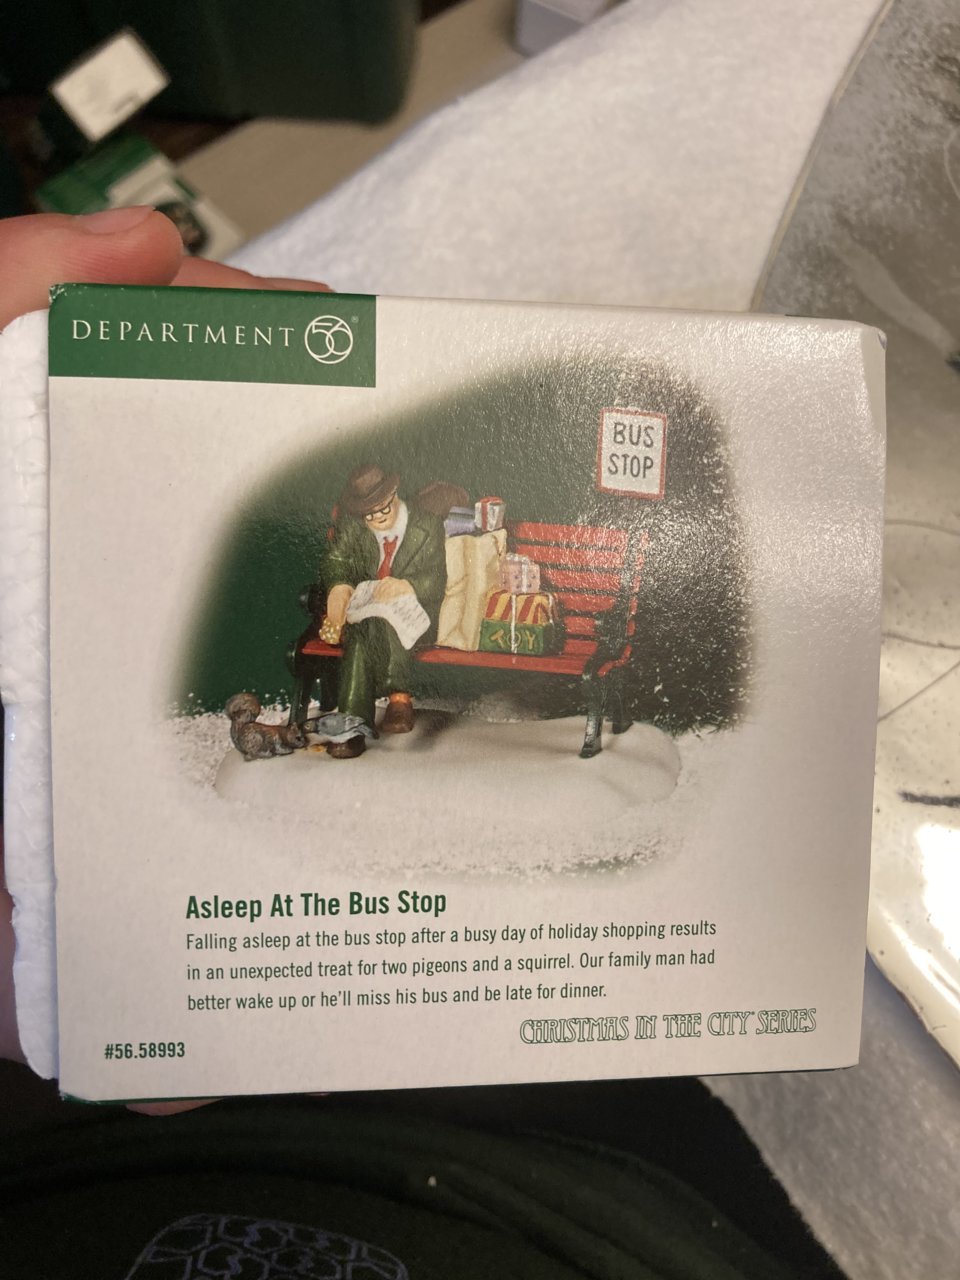 DEPARTMENT 56®
BUS
STOP
TOY
Asleep At The Bus Stop
Falling asleep at the bus stop after a busy day of holiday shopping results
in an unexpected treat for two pigeons and a squirrel. Our family man had
better wake up or he'll miss his bus and be late for dinner.
CHRISTMAS IN THE CITY® SERIES
#56.58993